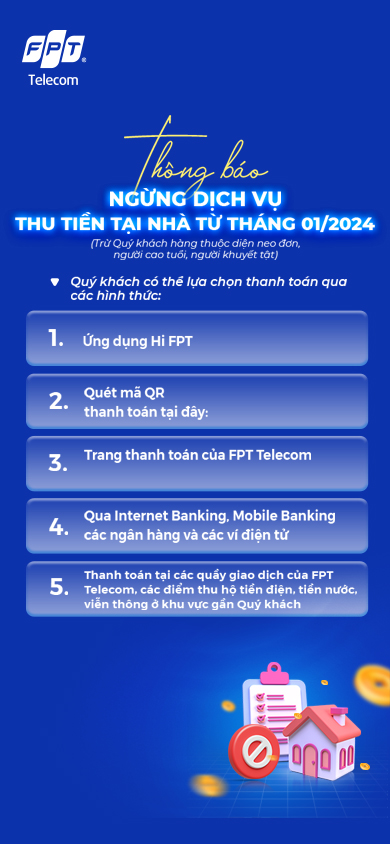 FPT
Telecom
Thông báo
NGỪNG DỊCH VỤ
THU TIỀN TẠI NHÀ TỪ THÁNG 01/2024
(Trừ Quý khách hàng thuộc diện neo đơn,
người cao tuổi, người khuyết tật)
Quý khách có thể lựa chọn thanh toán qua
các hình thức:
1. Ứng dụng Hi FPT
2. Quét mã QR
thanh toán tại đây:
3. Trang thanh toán của FPT Telecom
4. Qua Internet Banking, Mobile Banking
các ngân hàng và các ví điện tử
5. Thanh toán tại các quầy giao dịch của FPT
Telecom, các điểm thu hộ tiền điện, tiền nước,
viễn thông ở khu vực gần Quý khách